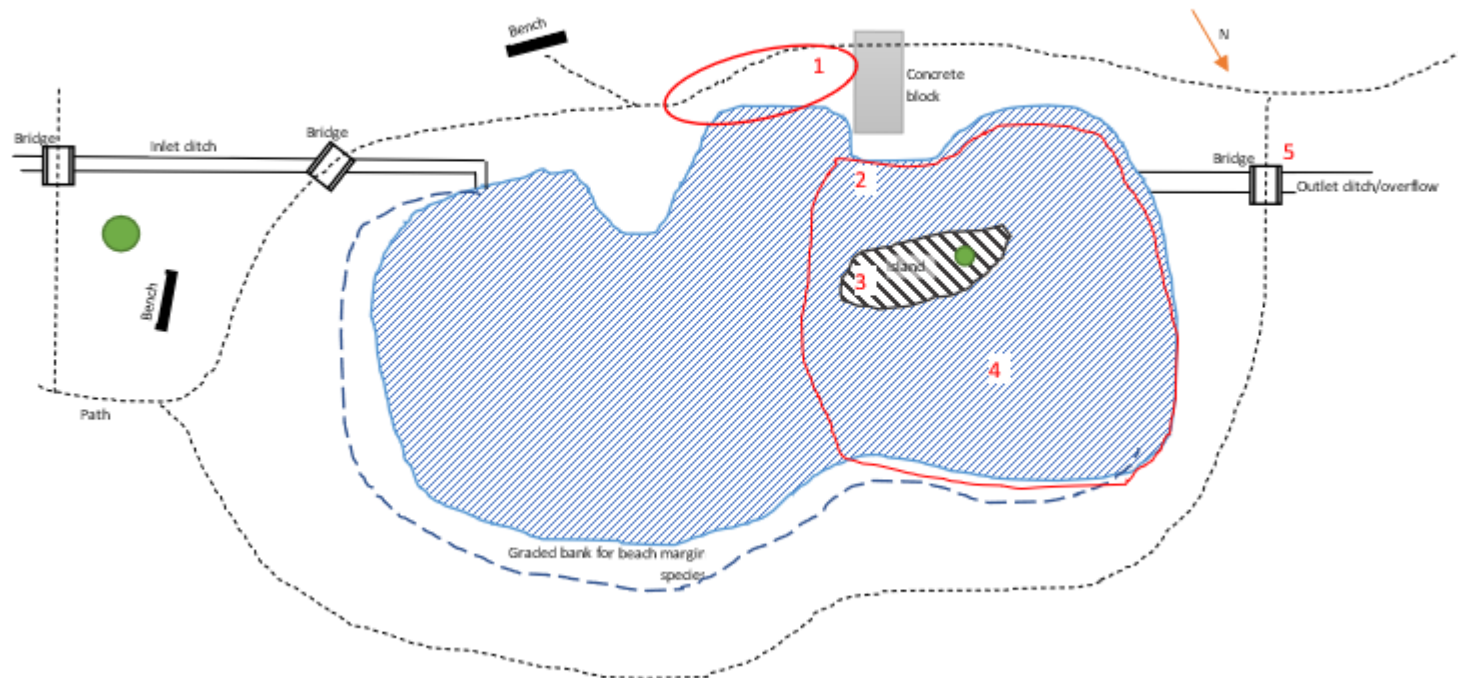 Bench
N
1
Concrete
block
Bridge
Bridge
Inlet ditch
Bridge
5
2
Outlet ditch/overflow
Island
3
Bench
4
Path
Graded bank for beach margin
species